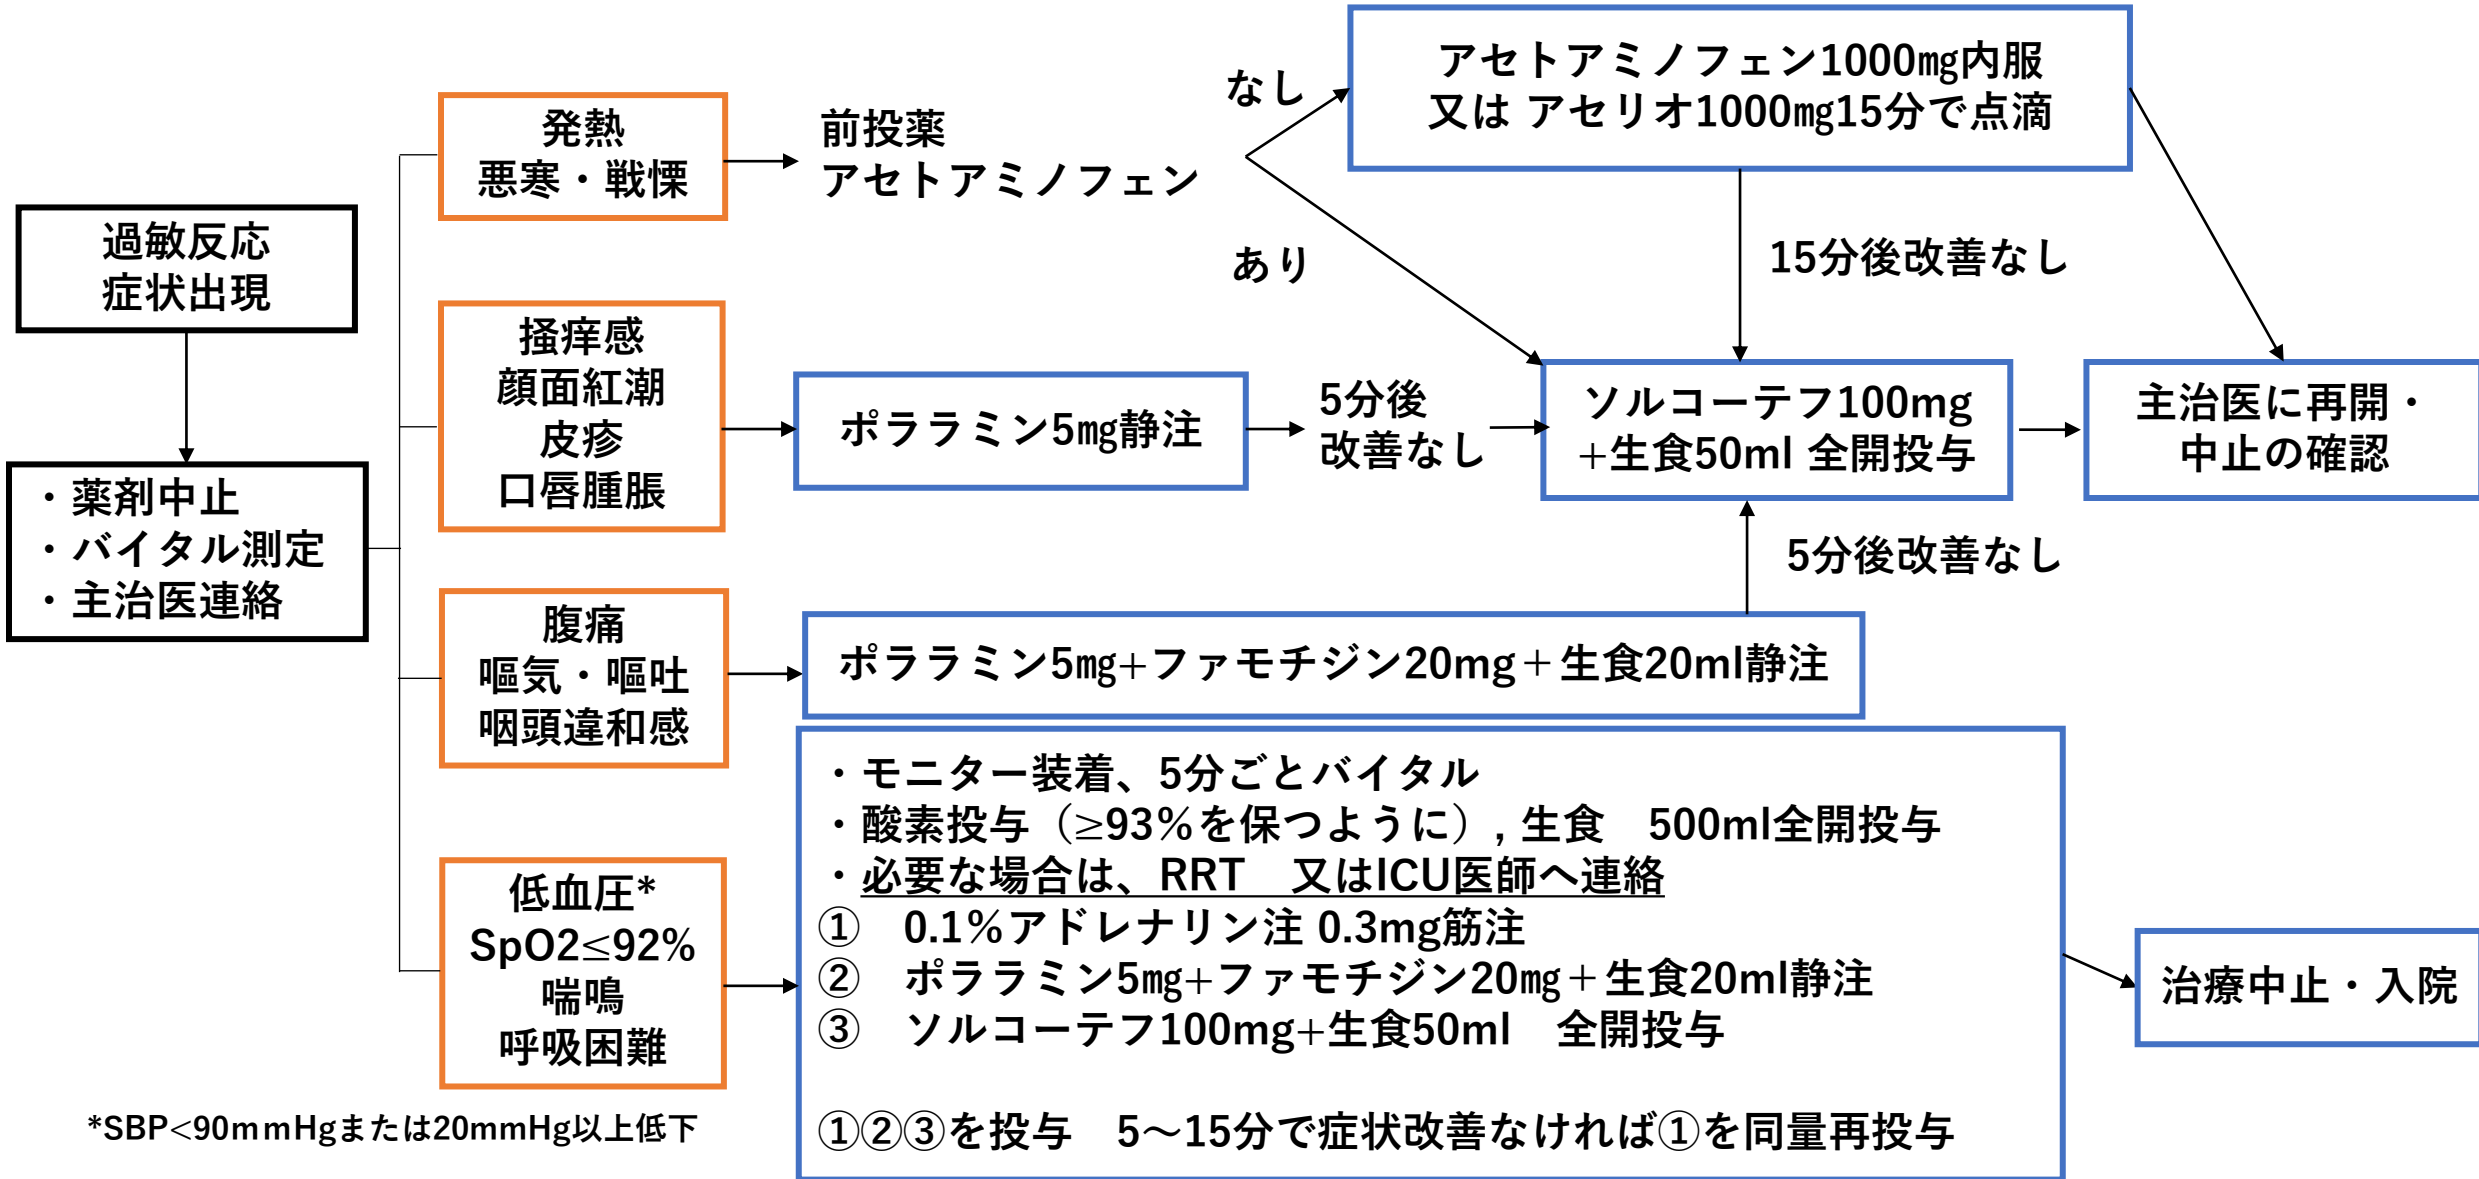 過敏反応
症状出現
・薬剤中止
・バイタル測定
・主治医連絡
発熱
悪寒・戦慄
前投薬
アセトアミノフェン
なし
あり
アセトアミノフェン1000㎎内服
又は アセリオ1000㎎15分で点滴
15分後改善なし
掻痒感
顔面紅潮
皮疹
口唇腫脹
ポララミン5㎎静注
5分後
改善なし
ソルコーテフ100mg
+生食50ml 全開投与
主治医に再開・
中止の確認
5分後改善なし
腹痛
嘔気・嘔吐
咽頭違和感
ポララミン5㎎+ファモチジン20mg＋生食20ml静注
低血圧*
SpO2≤92%
喘鳴
呼吸困難
・モニター装着、5分ごとバイタル
・酸素投与（≥93％を保つように）, 生食　500ml全開投与
・必要な場合は、RRT　又はICU医師へ連絡
①　0.1％アドレナリン注 0.3mg筋注
②　ポララミン5㎎+ファモチジン20㎎＋生食20ml静注
③　ソルコーテフ100mg+生食50ml　全開投与
①②③を投与　5～15分で症状改善なければ①を同量再投与
治療中止・入院
*SBP<90ｍｍHgまたは20mmHg以上低下